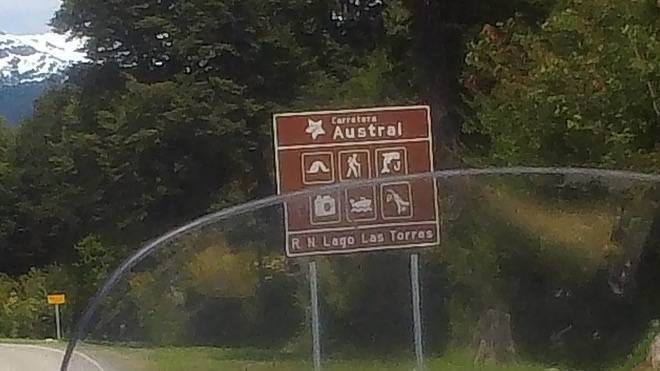 Carretera
Austral
R. N. Lago Las Torres